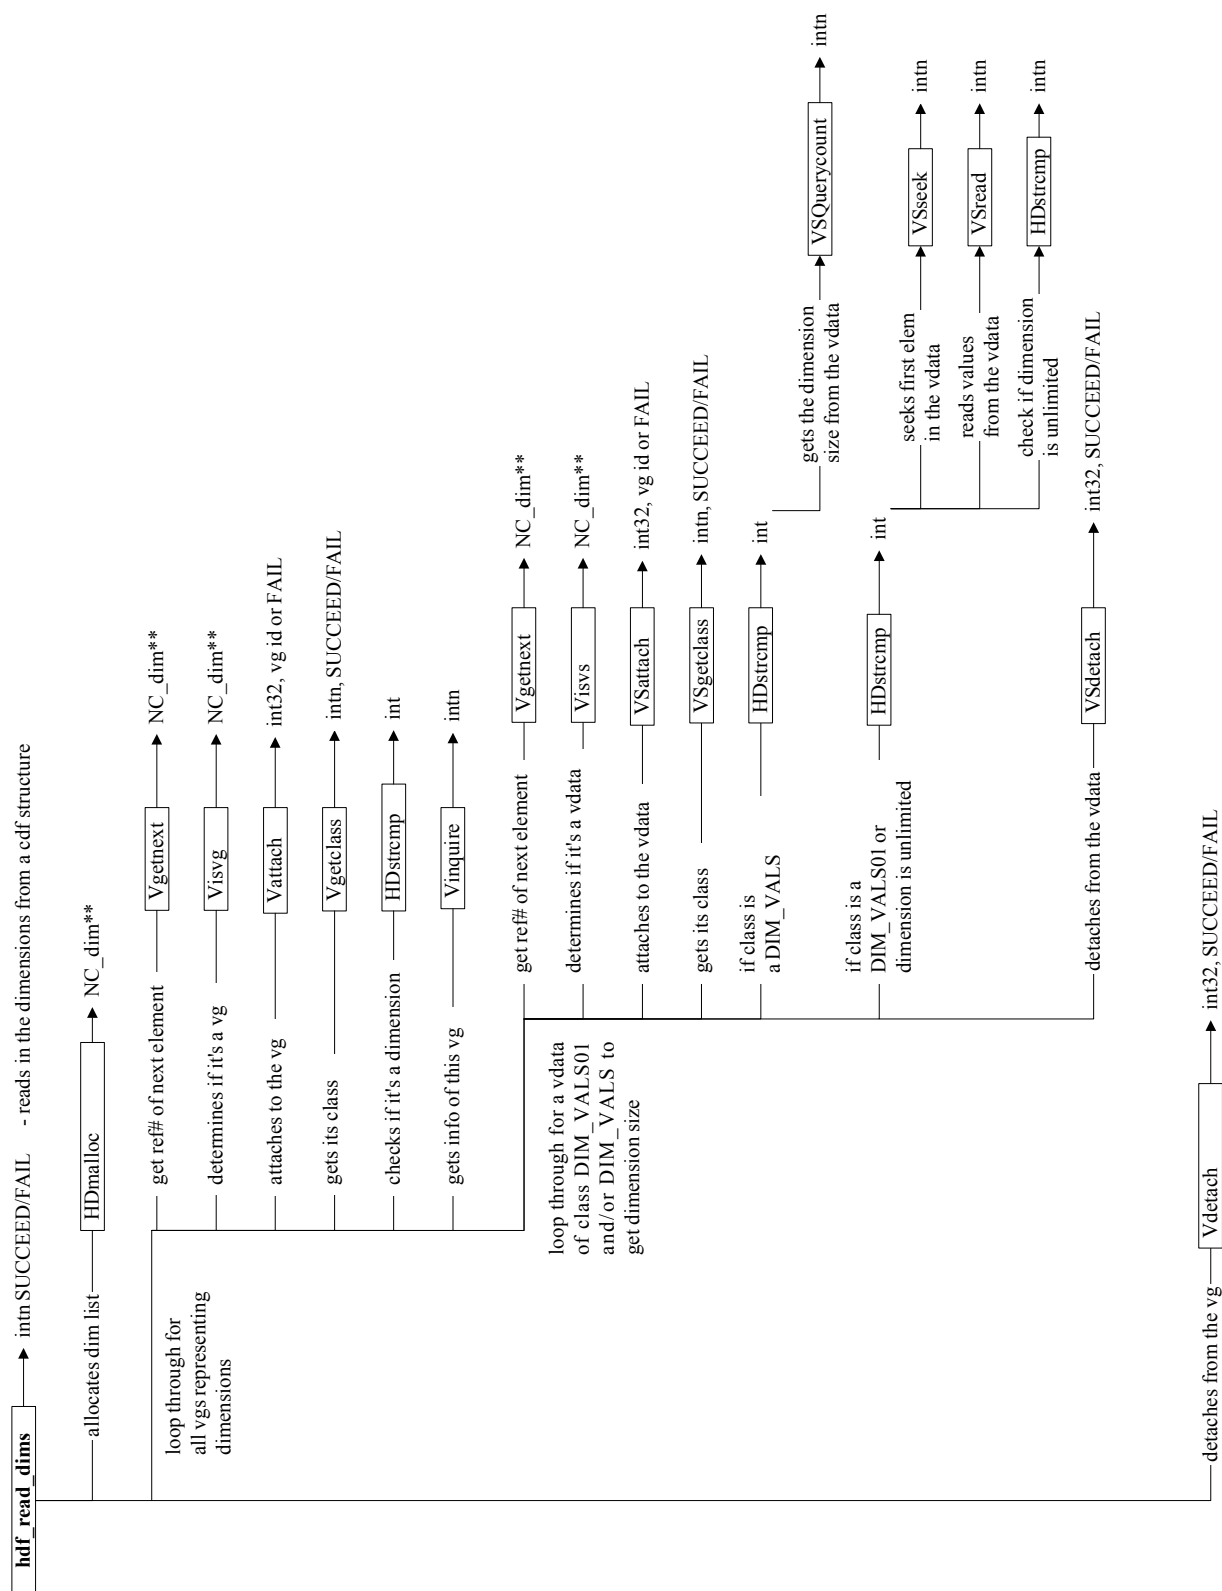 hdf_read_dims
intn SUCCEED/FAIL
- reads in the dimensions from a cdf structure
allocates dim list
HDmalloc
NC_dim**
loop through for
all vgs representing
dimensions
get ref# of next element
Vgetnext
NC_dim**
determines if it's a vg
Visvg
NC_dim**
attaches to the vg
Vattach
int32, vg id or FAIL
gets its class
Vgetclass
intn, SUCCEED/FAIL
checks if it's a dimension
HDstrcmp
int
gets info of this vg
Vinquire
intn
loop through for a vdata
of class DIM_VALS01
and/or DIM_VALS to
get dimension size
get ref# of next element
Vgetnext
NC_dim**
determines if it's a vdata
Visvs
NC_dim**
attaches to the vdata
VSattach
int32, vg id or FAIL
gets its class
VSgetclass
intn, SUCCEED/FAIL
if class is
a DIM_VALS
HDstrcmp
int
gets the dimension
size from the vdata
VSQuerycount
intn
if class is a
DIM_VALS01 or
dimension is unlimited
HDstrcmp
int
seeks first elem
in the vdata
VSseek
intn
reads values
from the vdata
VSread
intn
check if dimension
is unlimited
HDstrcmp
intn
detaches from the vdata
VSdetach
int32, SUCCEED/FAIL
detaches from the vg
Vdetach
int32, SUCCEED/FAIL